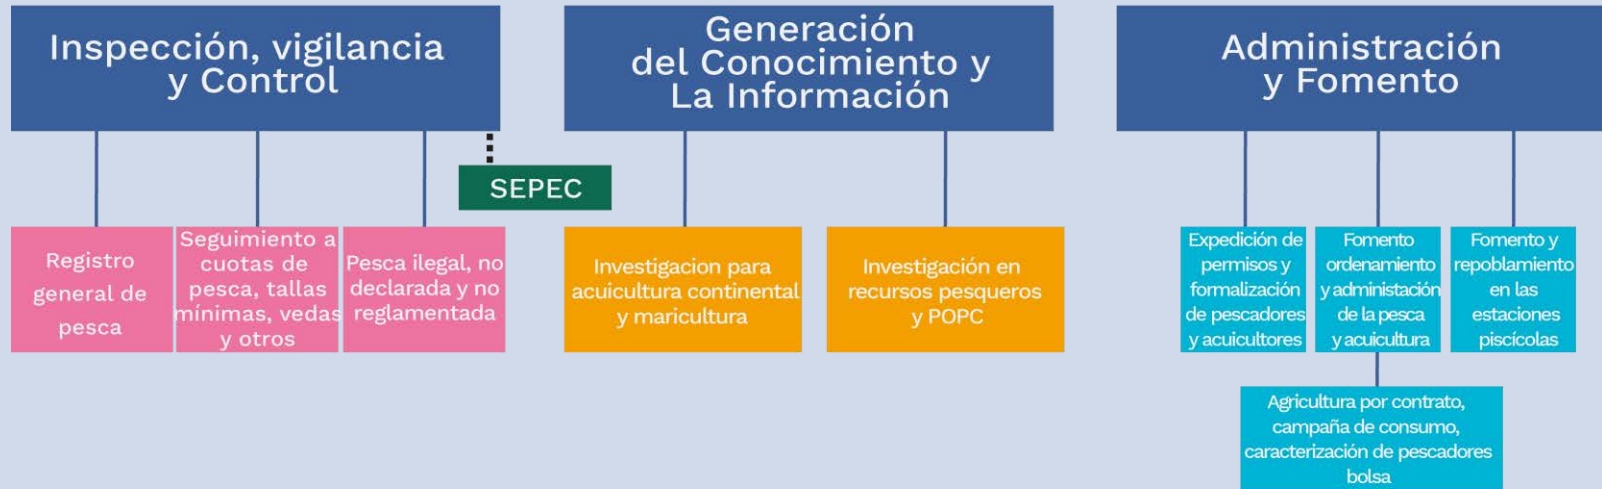 Inspección, vigilancia
y Control
Generación
del Conocimiento y
La Información
Administración
y Fomento
SEPEC
Registro
general de
pesca
Seguimiento a
cuotas de
pesca, tallas
mínimas, vedas
y otros
Pesca ilegal, no
declarada y no
reglamentada
Investigacion para
acuicultura continental
y maricultura
Investigación en
recursos pesqueros
y POPC
Expedición de
permisos y
formalización
de pescadores
y acuicultores
Fomento
ordenamiento
y administación
de la pesca
y acuicultura
Fomento y
repoblamiento
en las
estaciones
piscícolas
Agricultura por contrato,
campaña de consumo,
caracterización de pescadores
bolsa